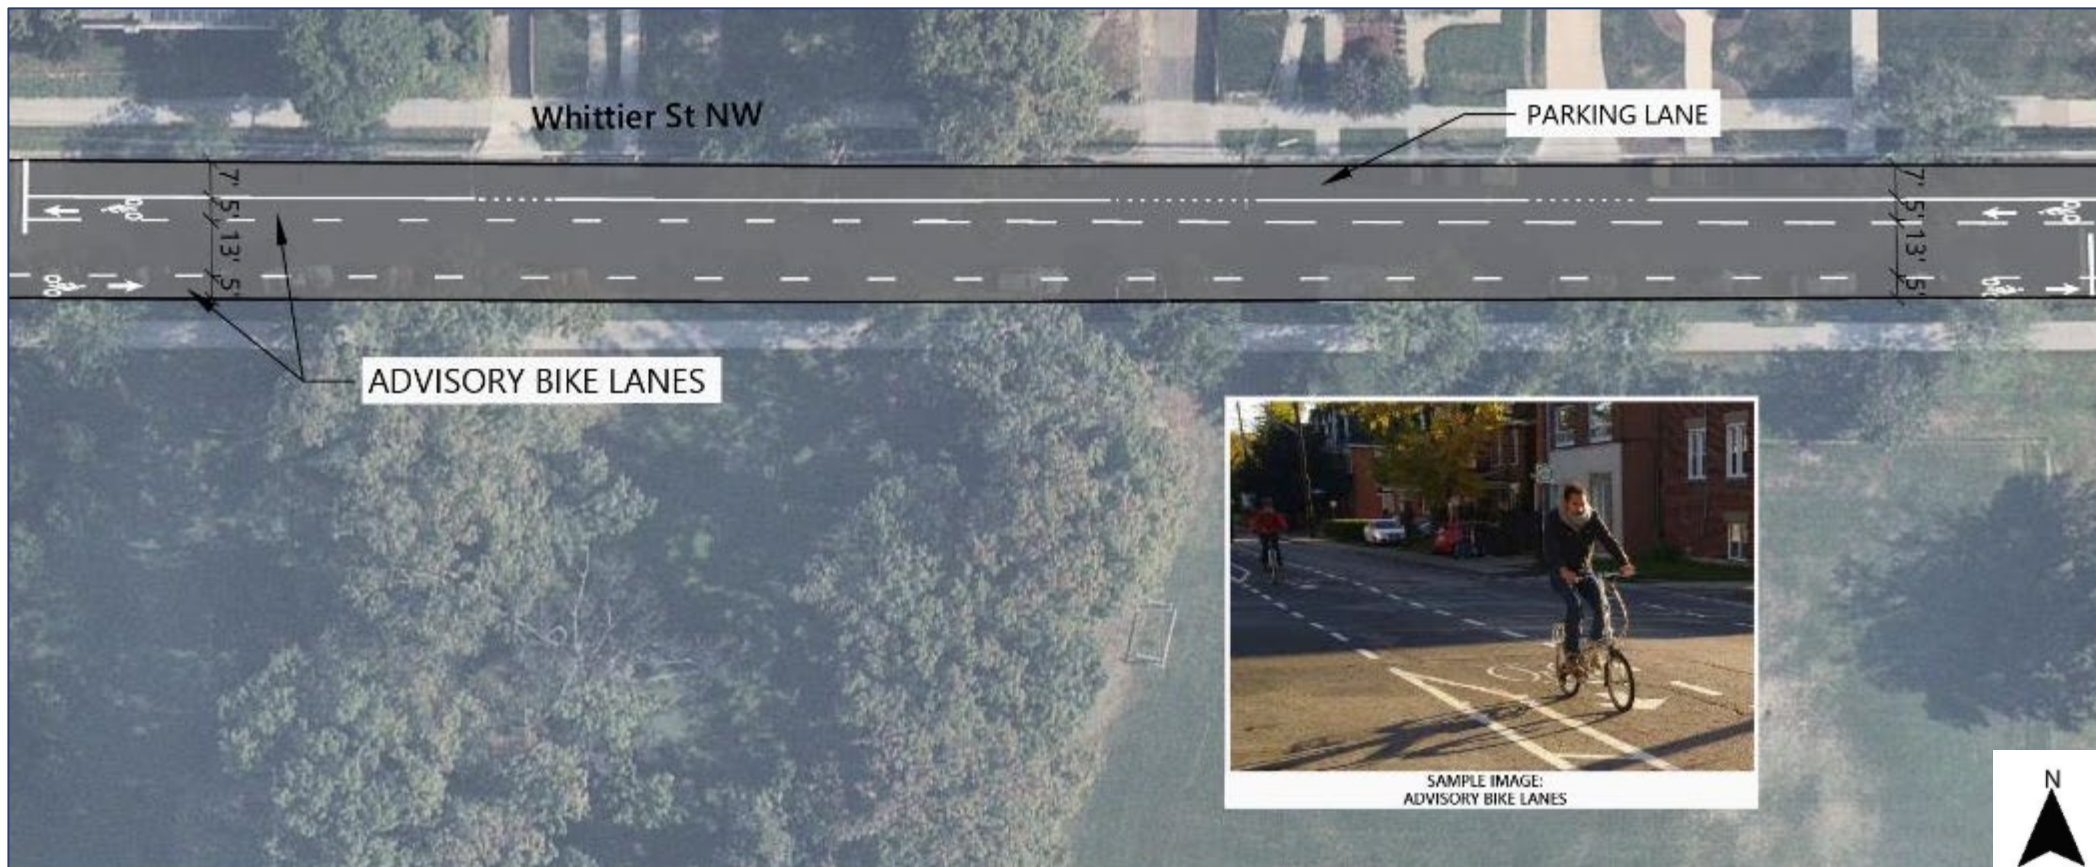 Whittier St NW
PARKING LANE
7'
5'
13'
5'
7'
5'
13'
5'
ADVISORY BIKE LANES
SAMPLE IMAGE:
ADVISORY BIKE LANES
N